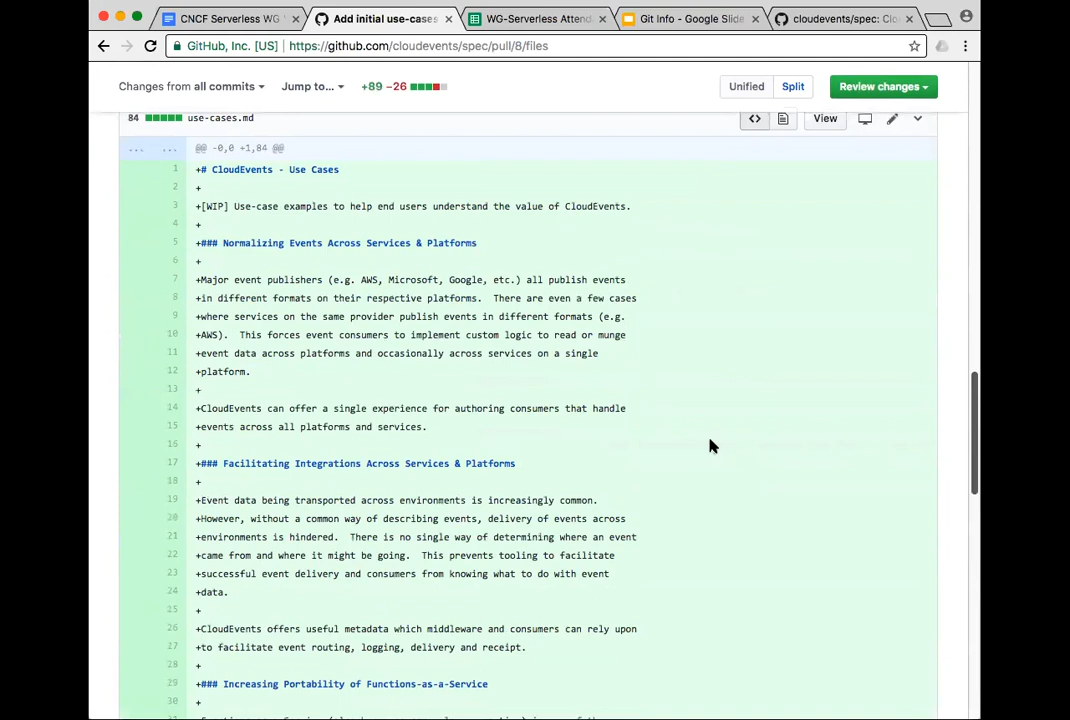 CNCF Serverless WG
Add initial use-cases
WG-Serverless Attend
Git Info - Google Slide
cloudevents/spec: Clo
GitHub, Inc. [US] | https://github.com/cloudevents/spec/pull/8/files
Changes from all commits
Jump to...
+89 −26
Unified
Split
Review changes
84
use-cases.md
View
... ... @@ -0,0 +1,84 @@
1 +# CloudEvents - Use Cases
2 +
3 +[WIP] Use-case examples to help end users understand the value of CloudEvents.
4 +
5 +### Normalizing Events Across Services & Platforms
6 +
7 +Major event publishers (e.g. AWS, Microsoft, Google, etc.) all publish events
8 +in different formats on their respective platforms.  There are even a few cases
9 +where services on the same provider publish events in different formats (e.g.
10 +AWS).  This forces event consumers to implement custom logic to read or munge
11 +event data across platforms and occasionally across services on a single
12 +platform.
13 +
14 +CloudEvents can offer a single experience for authoring consumers that handle
15 +events across all platforms and services.
16 +
17 +### Facilitating Integrations Across Services & Platforms
18 +
19 +Event data being transported across environments is increasingly common.
20 +However, without a common way of describing events, delivery of events across
21 +environments is hindered.  There is no single way of determining where an event
22 +came from and where it might be going.  This prevents tooling to facilitate
23 +successful event delivery and consumers from knowing what to do with event
24 +data.
25 +
26 +CloudEvents offers useful metadata which middleware and consumers can rely upon
27 +to facilitate event routing, logging, delivery and receipt.
28 +
29 +### Increasing Portability of Functions-as-a-Service
30 +